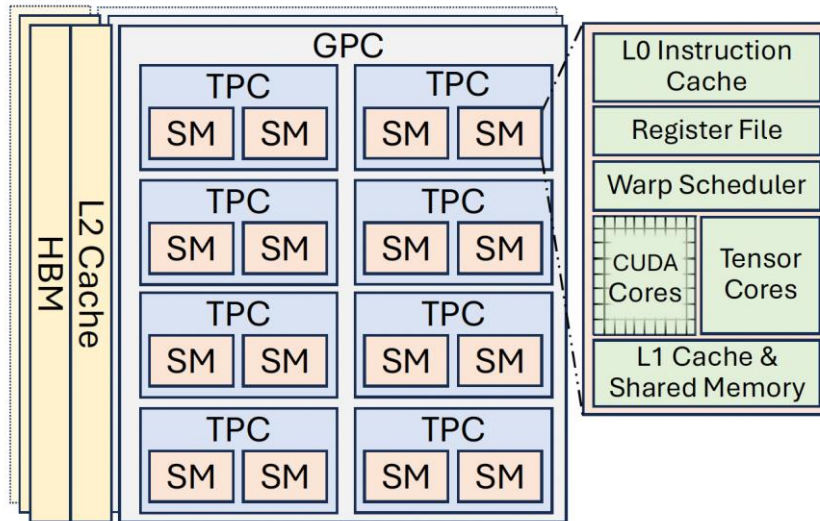 GPC
TPC TPC
SM SM SM SM
TPC TPC
SM SM SM SM
TPC TPC
SM SM SM SM
TPC TPC
SM SM SM SM
HBM
L2 Cache
L0 Instruction
Cache
Register File
Warp Scheduler
CUDA
Cores
Tensor
Cores
L1 Cache &
Shared Memory